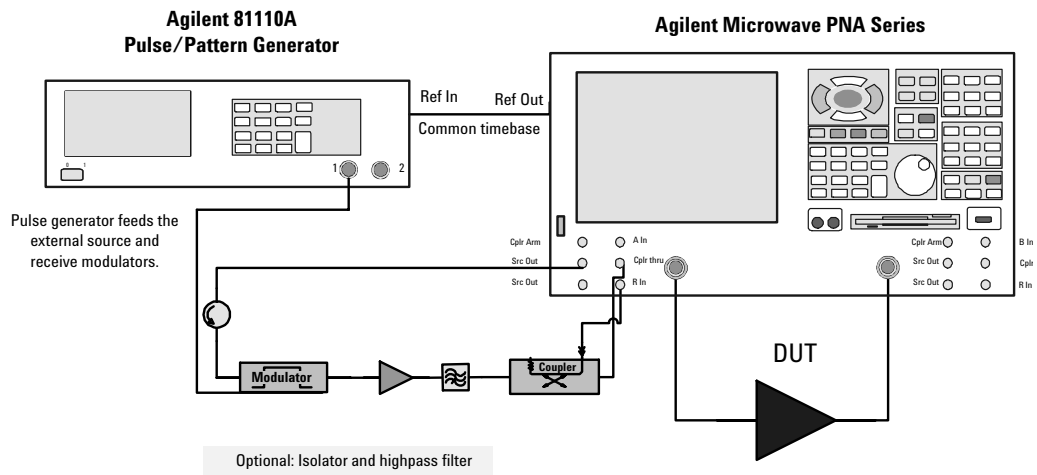 Agilent 81110A
Pulse/Pattern Generator
Agilent Microwave PNA Series
Ref In
Ref Out
Common timebase
0 1
1
2
Pulse generator feeds the
external source and
receive modulators.
Cplr Arm
A In
Src Out
Cplr thru
Src Out
R In
Cplr Arm
B In
Src Out
Cplr
Src Out
R In
Modulator
Coupler
DUT
Optional: Isolator and highpass filter